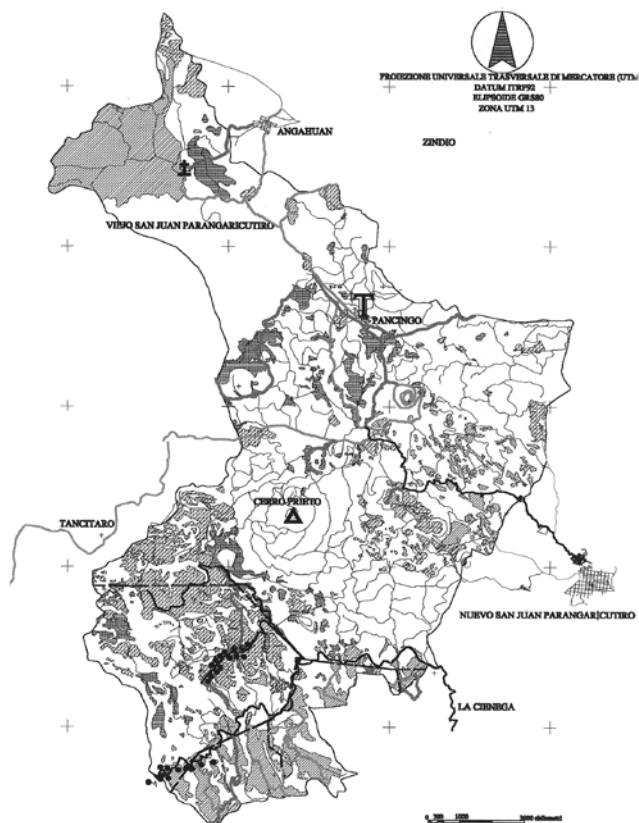 PROIEZIONE UNIVERSALE TRASVERSALE DI MERCATORE (UTM
DATUM ITRF92
ELIPSOIDE GRS80
ZONA UTM 13
ANGAHUAN
ZINDIO
VIEJO SAN JUAN PARANGARICUTIRO
PANCINGO
CERRO PRIETO
TANCITARO
NUEVO SAN JUAN PARANGARICUTIRO
LA CIENEGA